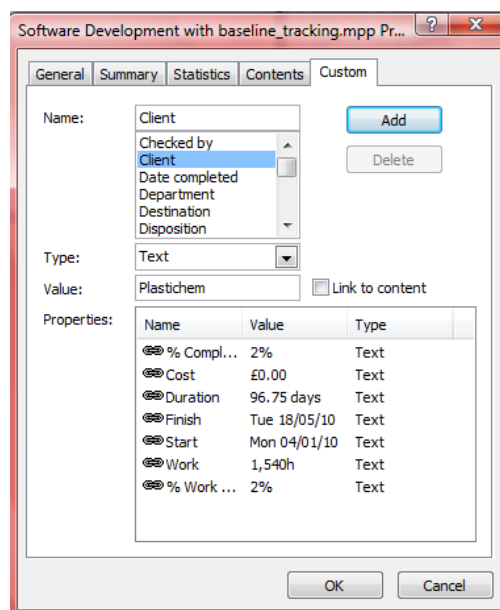 Software Development with baseline_tracking.mpp Pr... ? X
General Summary Statistics Contents Custom
Name: Client Add
Checked by
Client
Date completed
Department
Destination
Disposition
Delete
Type: Text
Value: Plastichem Link to content
Properties:
Name Value Type
% Compl... 2% Text
Cost £0.00 Text
Duration 96.75 days Text
Finish Tue 18/05/10 Text
Start Mon 04/01/10 Text
Work 1,540h Text
% Work ... 2% Text
OK Cancel